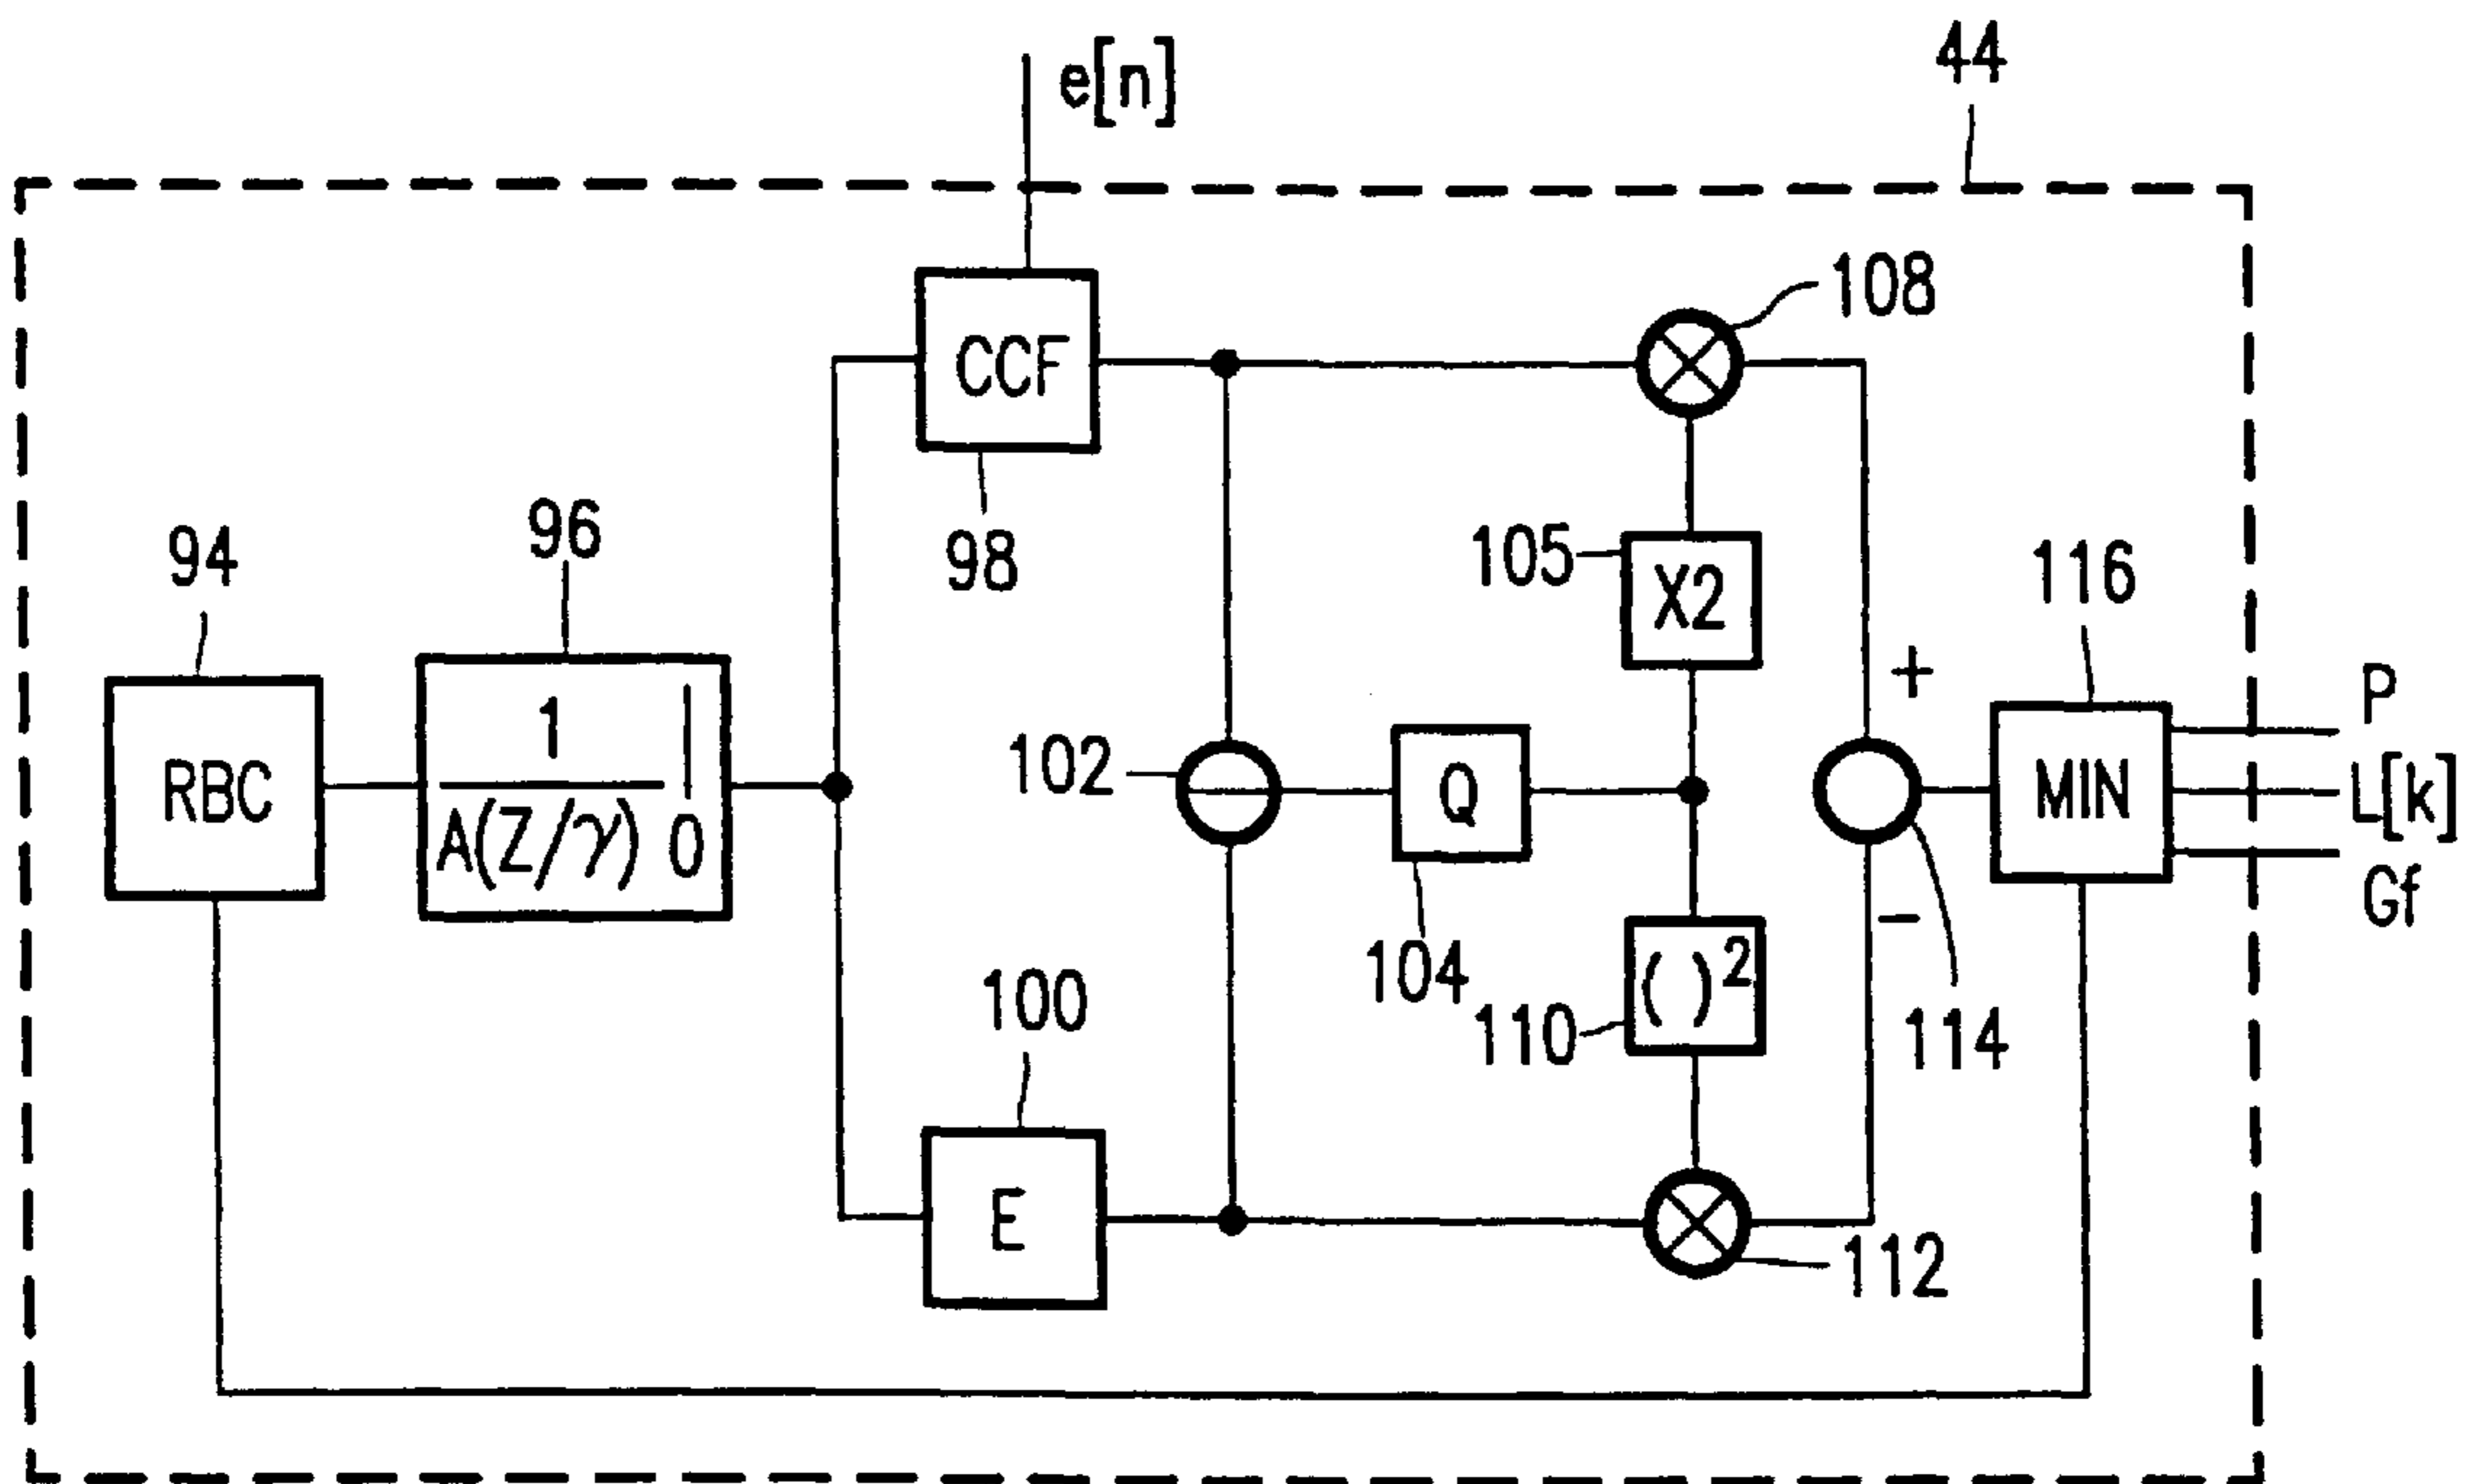 44
e[n]
108
CCF
98
105
X2
116
94
96
RBC
1
A(Z/γ) 0
102
Q
104
+
MIN
P
L[k]
Gf
−
( )²
110
114
100
E
112